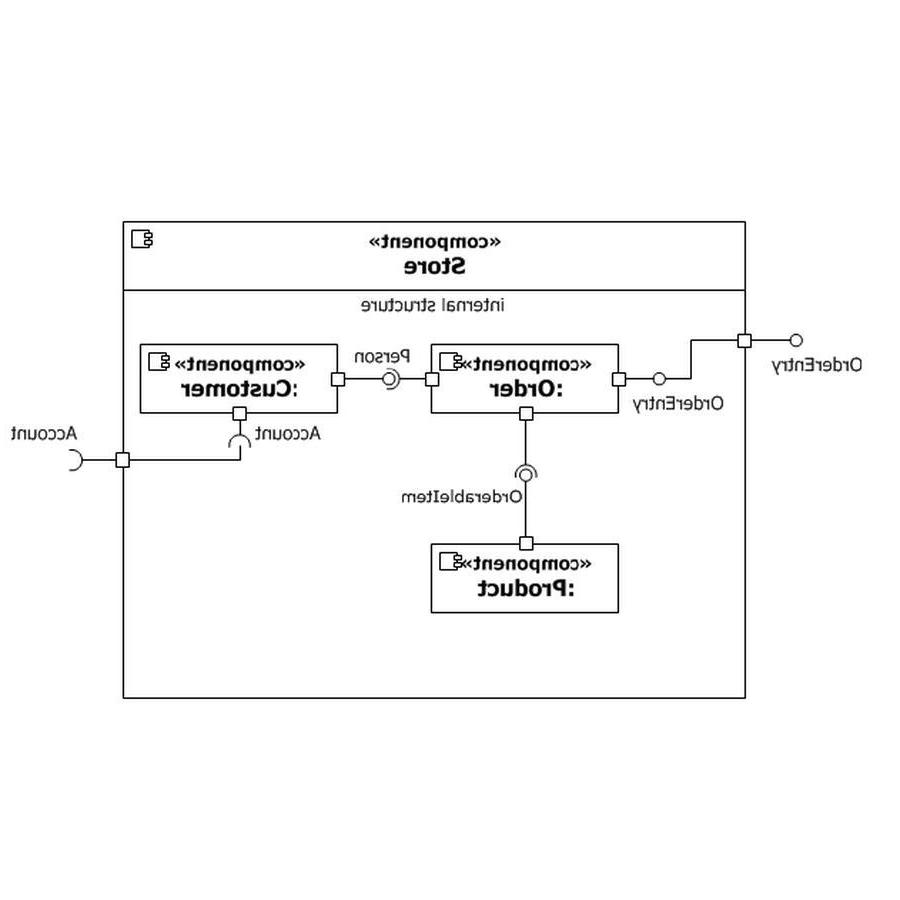 «component»
Store
internal structure
OrderEntry
«component»
:Order
OrderEntry
Person
«component»
:Customer
Account
Account
OrderableItem
«component»
:Product